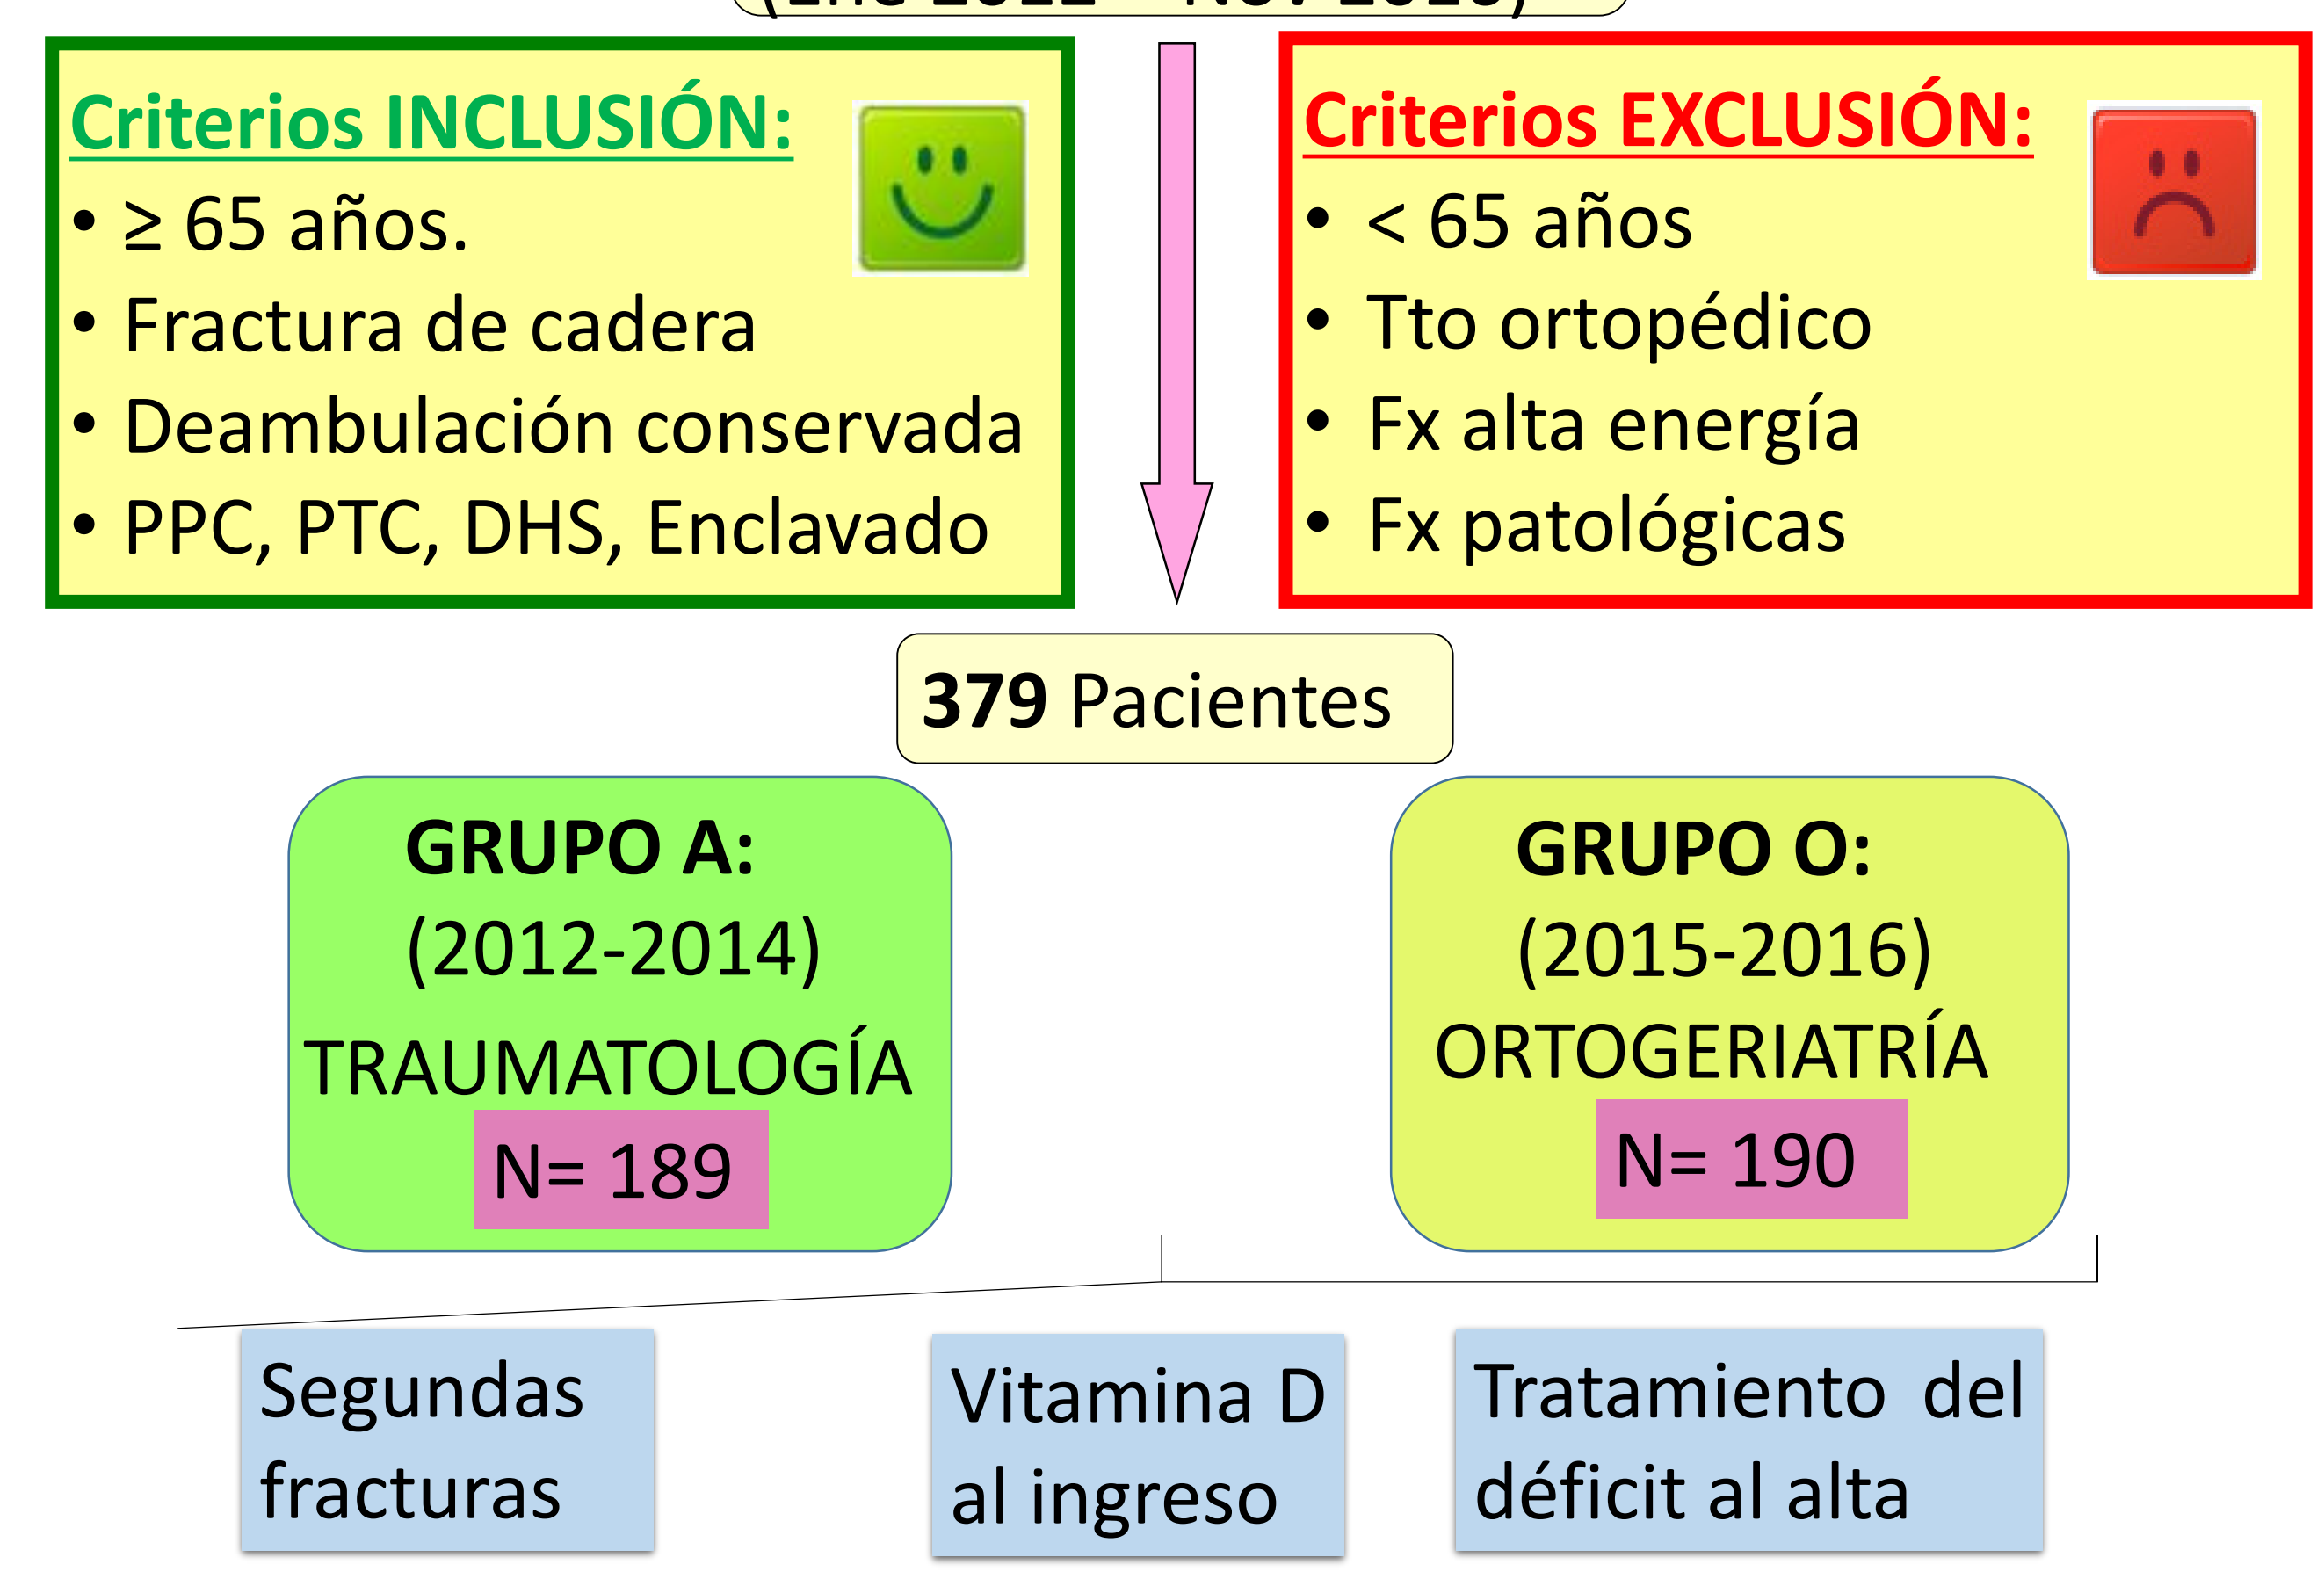 Criterios INCLUSIÓN:
• ≥ 65 años.
• Fractura de cadera
• Deambulación conservada
• PPC, PTC, DHS, Enclavado
Criterios EXCLUSIÓN:
• < 65 años
• Tto ortopédico
• Fx alta energía
• Fx patológicas
379 Pacientes
GRUPO A:
(2012-2014)
TRAUMATOLOGÍA
N= 189
GRUPO O:
(2015-2016)
ORTOGERIATRÍA
N= 190
Segundas
fracturas
Vitamina D
al ingreso
Tratamiento del
déficit al alta